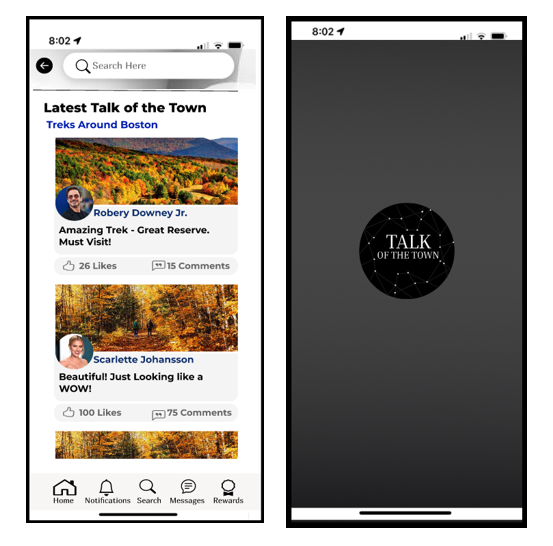 8:02
Search Here
Latest Talk of the Town
Treks Around Boston
Robery Downey Jr.
Amazing Trek - Great Reserve.
Must Visit!
26 Likes
15 Comments
Scarlette Johansson
Beautiful! Just Looking like a
WOW!
100 Likes
75 Comments
Home
Notifications
Search
Messages
Rewards
8:02
TALK
OF THE TOWN